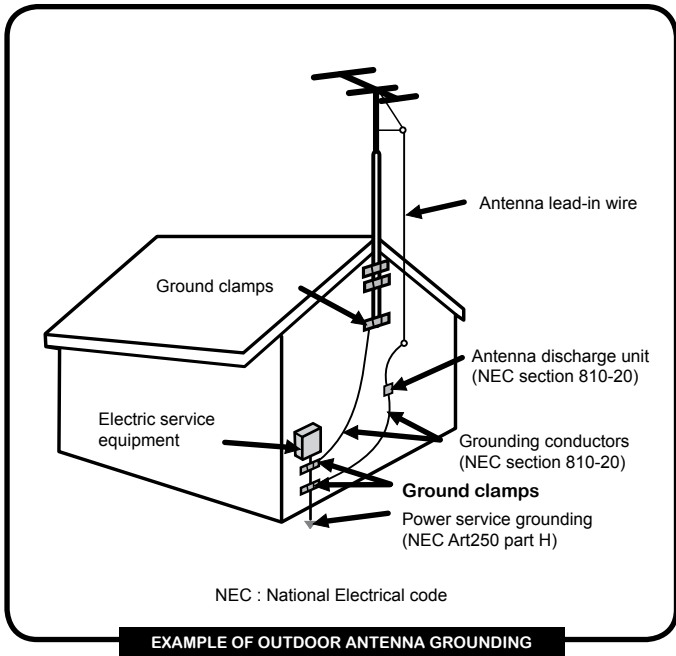 Antenna lead-in wire
Ground clamps
Antenna discharge unit
(NEC section 810-20)
Electric service
equipment
Grounding conductors
(NEC section 810-20)
Ground clamps
Power service grounding
(NEC Art250 part H)
NEC : National Electrical code
EXAMPLE OF OUTDOOR ANTENNA GROUNDING